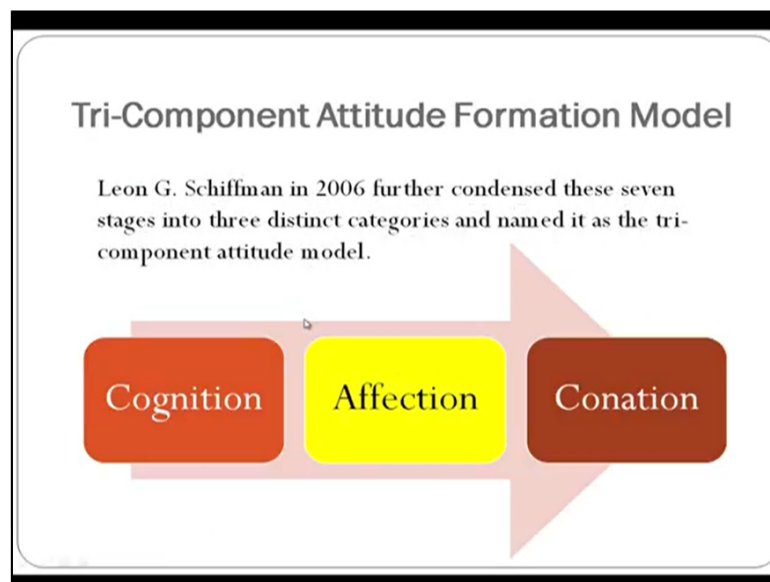 Tri-Component Attitude Formation Model
Leon G. Schiffman in 2006 further condensed these seven
stages into three distinct categories and named it as the tri-
component attitude model.
Cognition
Affection
Conation